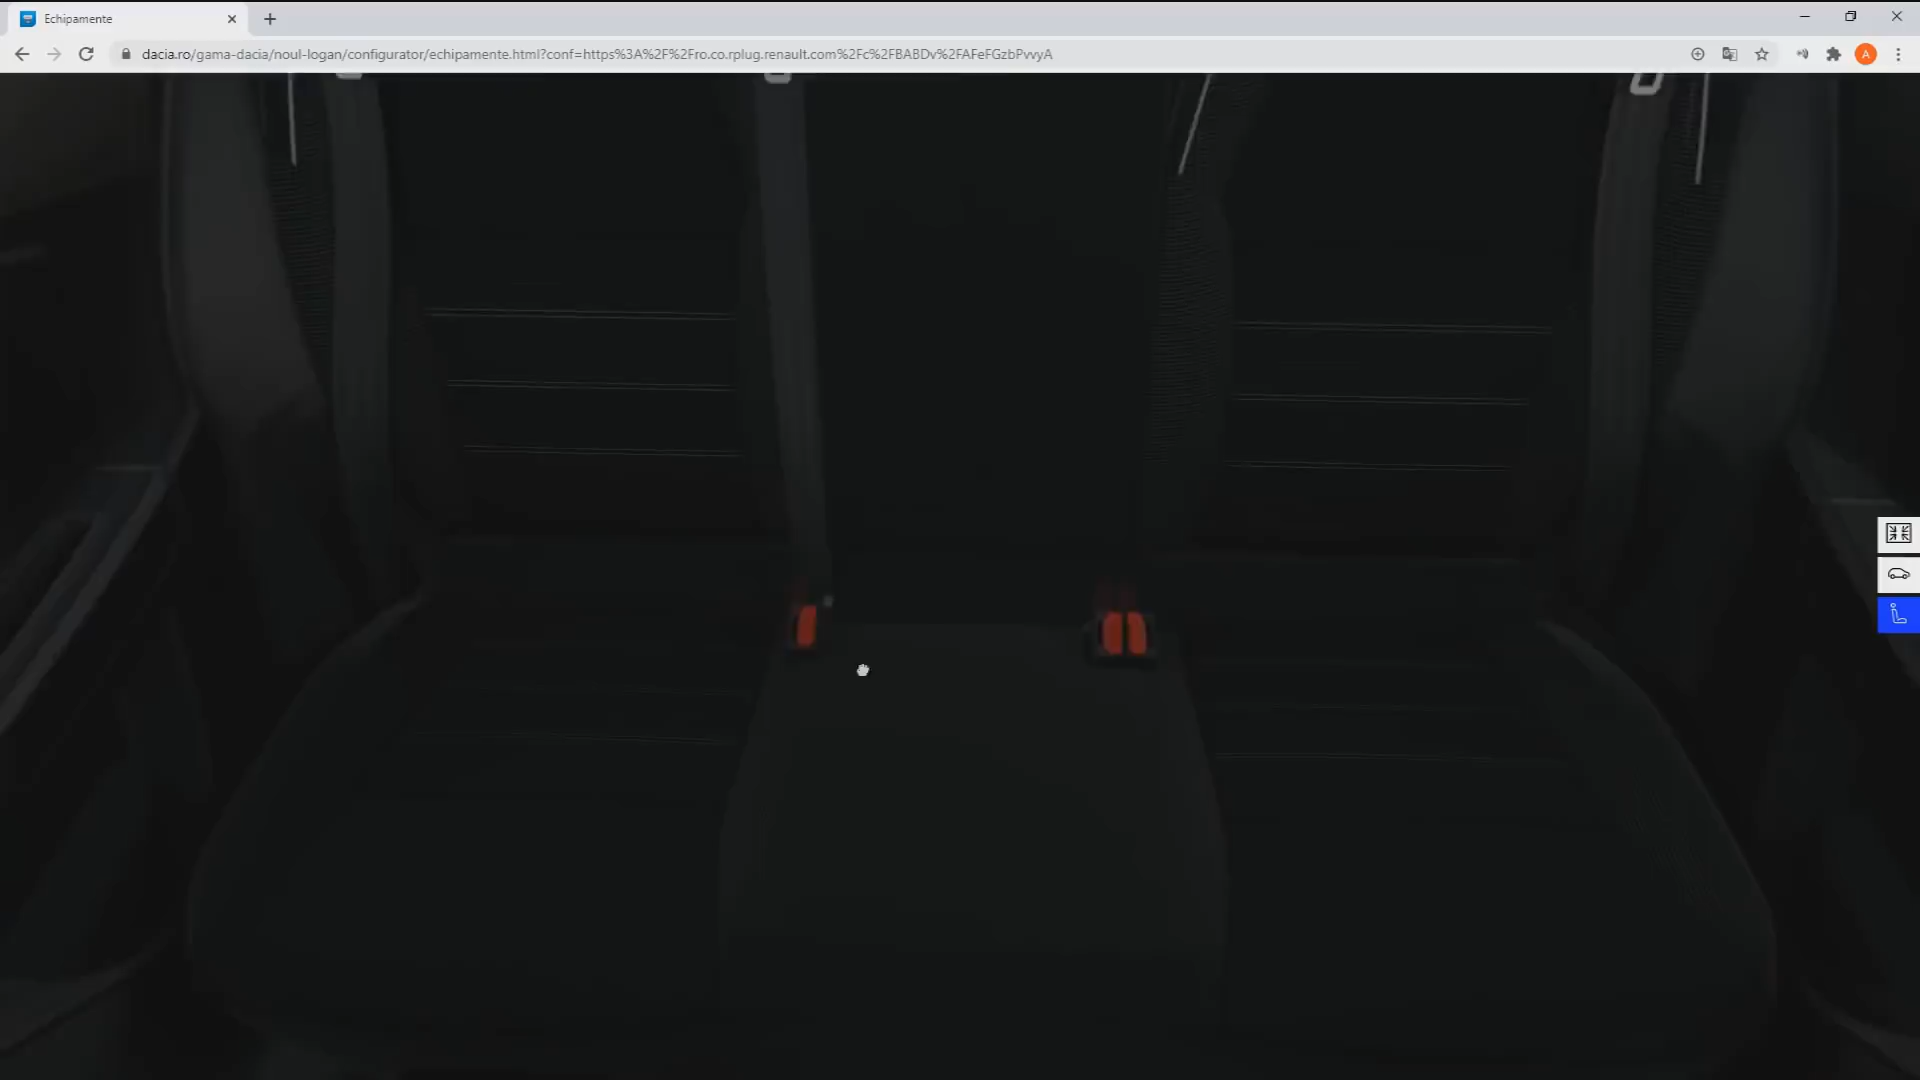 Echipamente
dacia.ro/gama-dacia/noul-logan/configurator/echipamente.html?conf=https%3A%2F%2Fro.co.rplug.renault.com%2Fc%2FBABDv%2FAFeFGzbPvvyA
A